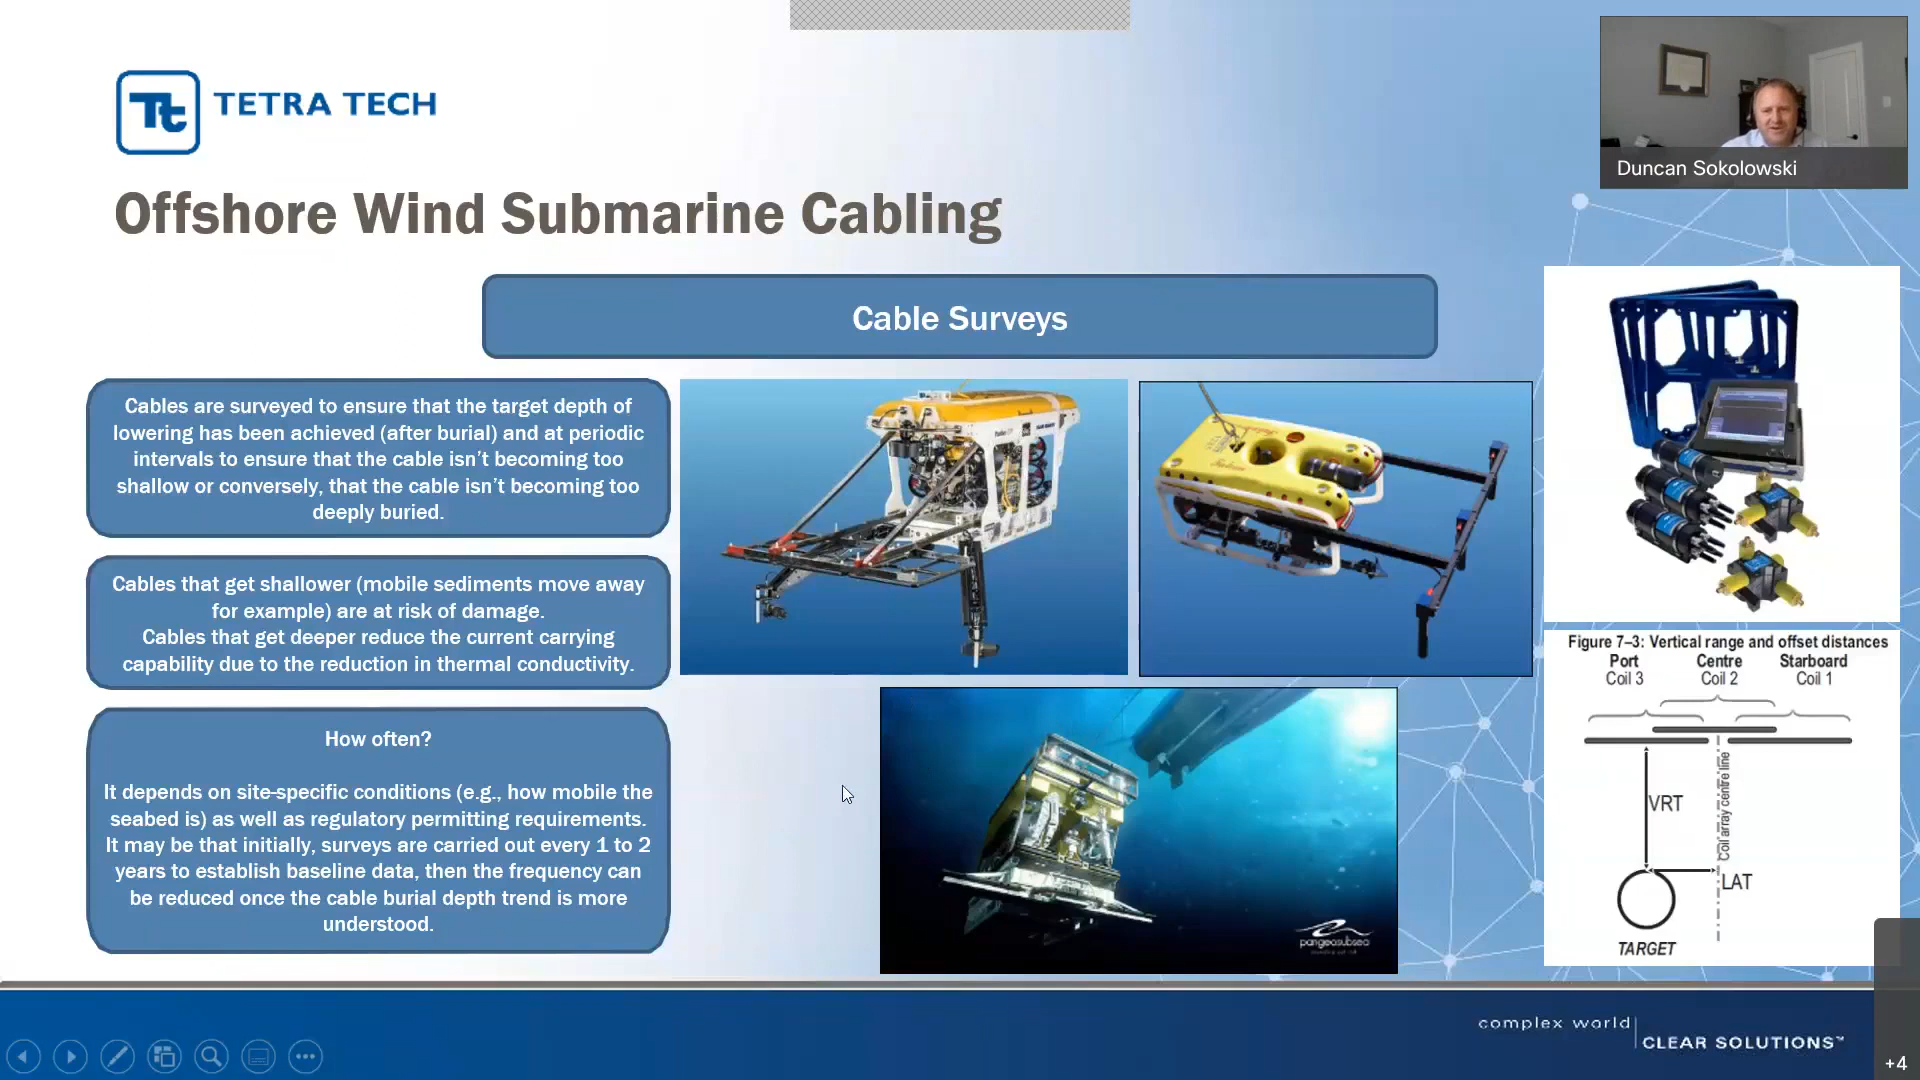 Tt TETRA TECH
Duncan Sokolowski
Offshore Wind Submarine Cabling
Cable Surveys
Cables are surveyed to ensure that the target depth of
lowering has been achieved (after burial) and at periodic
intervals to ensure that the cable isn't becoming too
shallow or conversely, that the cable isn't becoming too
deeply buried.
Cables that get shallower (mobile sediments move away
for example) are at risk of damage.
Cables that get deeper reduce the current carrying
capability due to the reduction in thermal conductivity.
How often?
It depends on site-specific conditions (e.g., how mobile the
seabed is) as well as regulatory permitting requirements.
It may be that initially, surveys are carried out every 1 to 2
years to establish baseline data, then the frequency can
be reduced once the cable burial depth trend is more
understood.
pangeosubsea
Figure 7–3: Vertical range and offset distances
Port Centre Starboard
Coil 3 Coil 2 Coil 1
VRT
Coil array centre line
LAT
TARGET
complex world
CLEAR SOLUTIONS™
+4